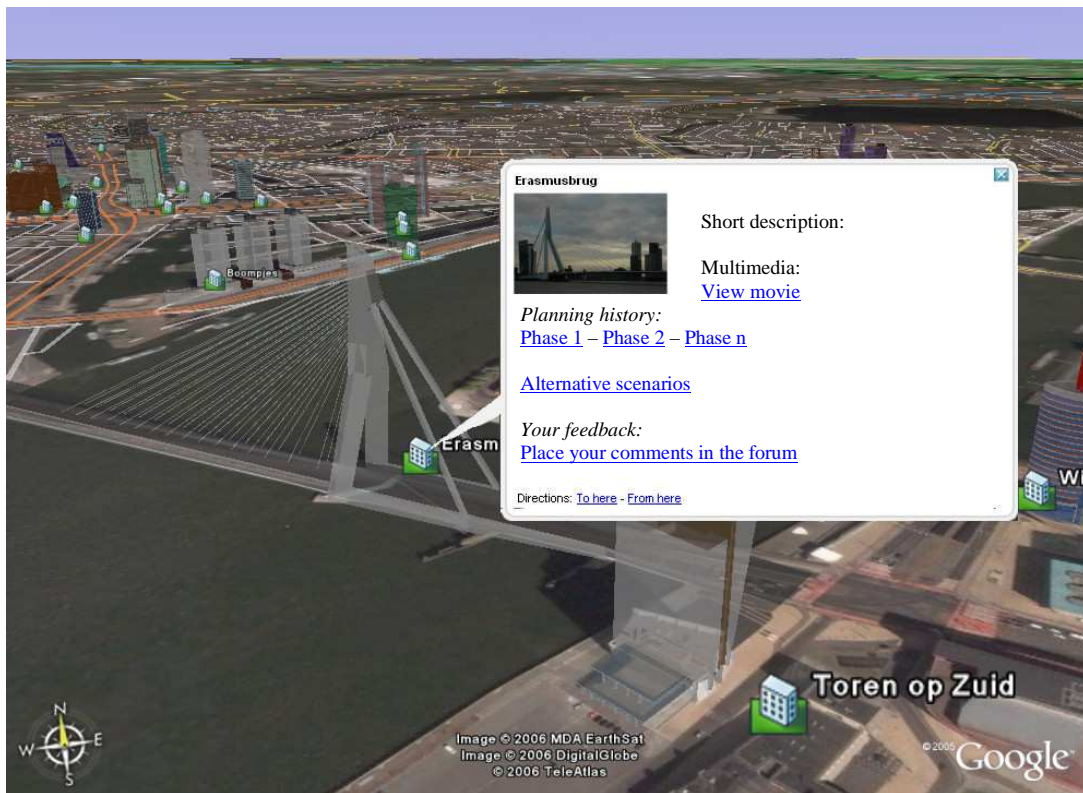 Erasmusbrug
Short description:
Multimedia:
View movie
Planning history:
Phase 1 – Phase 2 – Phase n
Alternative scenarios
Your feedback:
Place your comments in the forum
Directions: To here - From here
Boompjes
Erasm
Wi
Toren op Zuid
N
W E
S
Image © 2006 MDA EarthSat
Image © 2006 DigitalGlobe
© 2006 TeleAtlas
© 2005 Google